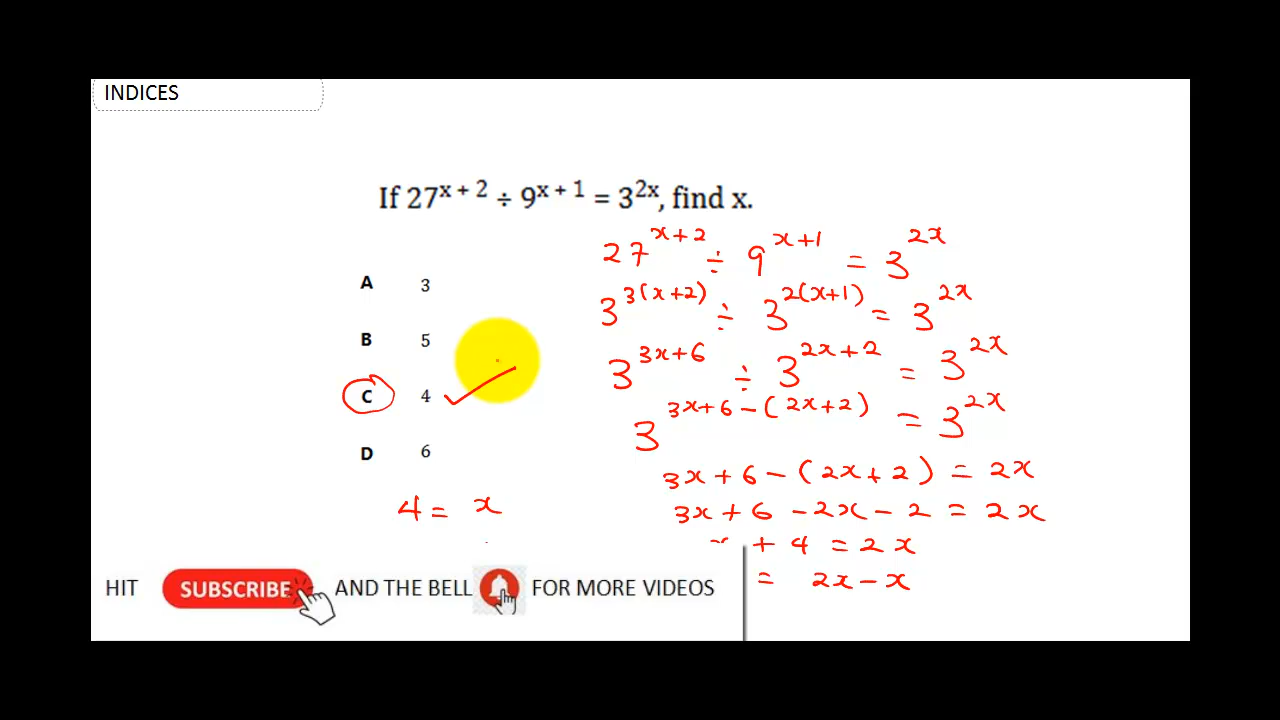 INDICES
If 27^(x + 2) ÷ 9^(x + 1) = 3^(2x), find x.
A 3
B 5
C 4
D 6
4 = x
27^(x+2) ÷ 9^(x+1) = 3^(2x)
3^(3(x+2)) ÷ 3^(2(x+1)) = 3^(2x)
3^(3x+6) ÷ 3^(2x+2) = 3^(2x)
3^(3x+6-(2x+2)) = 3^(2x)
3x + 6 - (2x + 2) = 2x
3x + 6 - 2x - 2 = 2x
+ 4 = 2x
= 2x - x
HIT SUBSCRIBE AND THE BELL FOR MORE VIDEOS